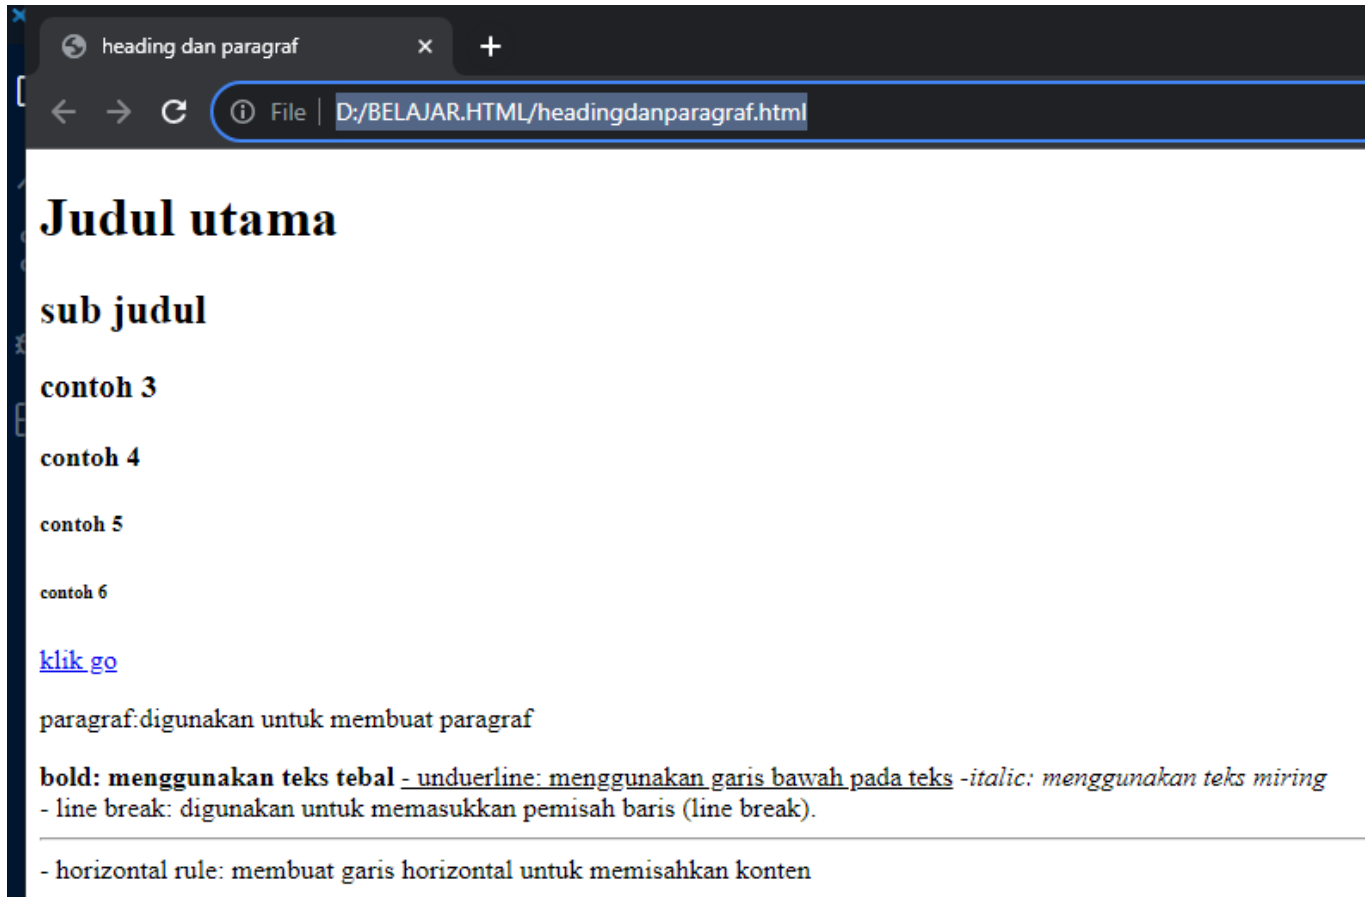 heading dan paragraf
File D:/BELAJAR.HTML/headingdanparagraf.html
Judul utama
sub judul
contoh 3
contoh 4
contoh 5
contoh 6
klik go
paragraf:digunakan untuk membuat paragraf
bold: menggunakan teks tebal - unduerline: menggunakan garis bawah pada teks -italic: menggunakan teks miring
- line break: digunakan untuk memasukkan pemisah baris (line break).
- horizontal rule: membuat garis horizontal untuk memisahkan konten